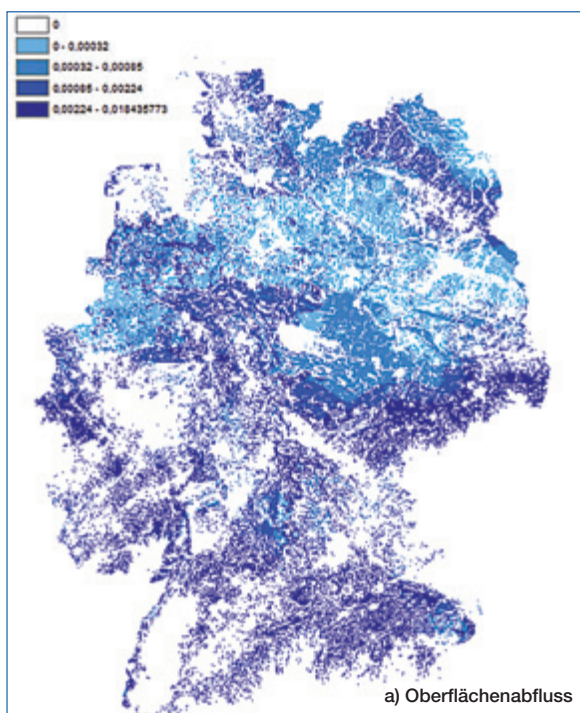 0
0 - 0,00032
0,00032 - 0,00085
0,00085 - 0,00224
0,00224 - 0,018435773
a) Oberflächenabfluss